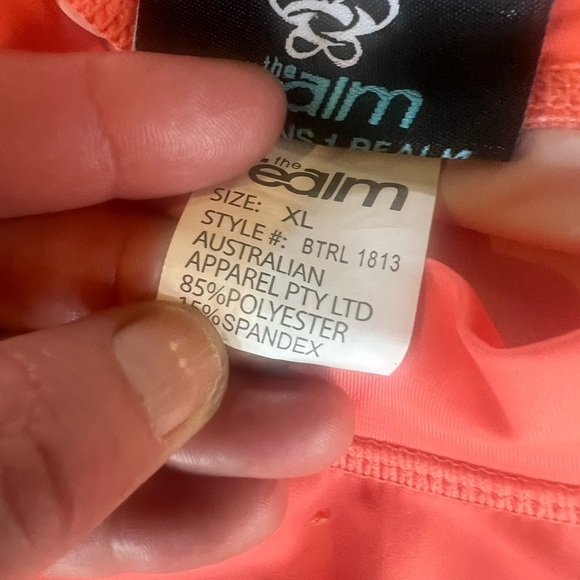 the
ealm
the
ealm
SIZE: XL
STYLE #: BTRL 1813
AUSTRALIAN
APPAREL PTY LTD
85%POLYESTER
15%SPANDEX